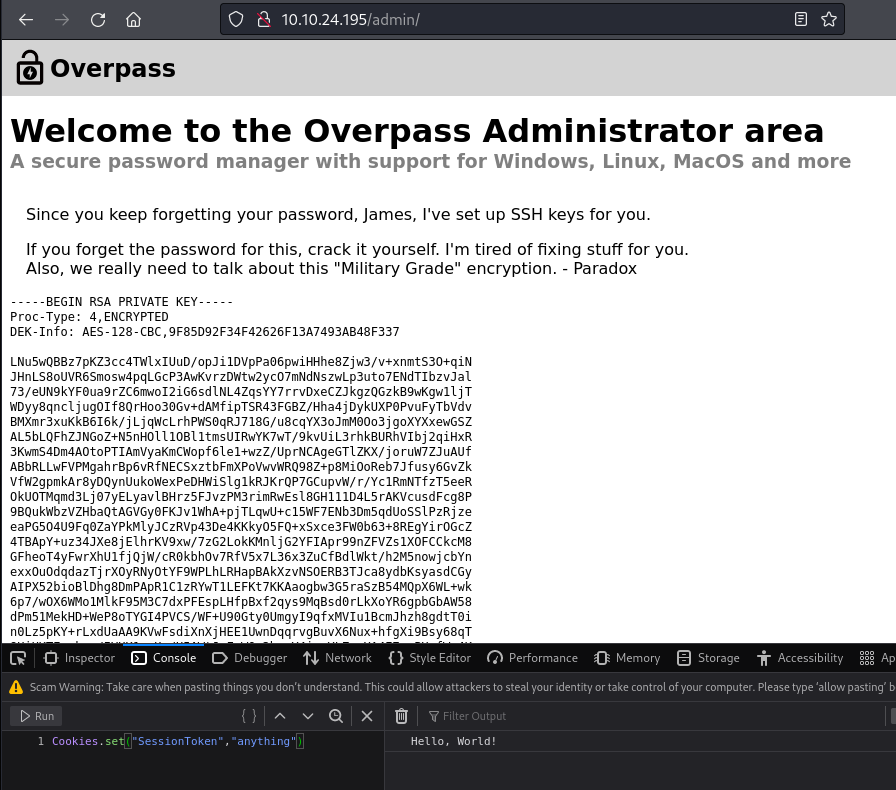 10.10.24.195/admin/
Overpass
Welcome to the Overpass Administrator area
A secure password manager with support for Windows, Linux, MacOS and more
Since you keep forgetting your password, James, I've set up SSH keys for you.
If you forget the password for this, crack it yourself. I'm tired of fixing stuff for you.
Also, we really need to talk about this "Military Grade" encryption. - Paradox
-----BEGIN RSA PRIVATE KEY-----
Proc-Type: 4,ENCRYPTED
DEK-Info: AES-128-CBC,9F85D92F34F42626F13A7493AB48F337
LNu5wQBBz7pKZ3cc4TWlxIUuD/opJi1DVpPa06pwiHHhe8Zjw3/v+xnmtS3O+qiN
JHnLS8oUVR6Smosw4pqLGcP3AwKvrzDWtw2ycO7mNdNszwLp3uto7ENdTIbzvJal
73/eUN9kYF0ua9rZC6mwoI2iG6sdlNL4ZqsYY7rrvDxeCZJkgzQGzkB9wKgw1ljT
WDyy8qncljugOIf8QrHoo30Gv+dAMfipTSR43FGBZ/Hha4jDykUXP0PvuFyTbVdv
BMXmr3xuKkB6I6k/jLjqWcLrhPWS0qRJ718G/u8cqYX3oJmM0Oo3jgoXYXxewGSZ
AL5bLQFhZJNGoZ+N5nHOll1OBl1tmsUIRwYK7wT/9kvUiL3rhkBURhVIbj2qiHxR
3KwmS4Dm4AOtoPTIAmVyaKmCWopf6le1+wzZ/UprNCAgeGTlZKX/joruW7ZJuAUf
ABbRLLwFVPMgahrBp6vRfNECSxztbFmXPoVwvWRQ98Z+p8MiOoReb7Jfusy6GvZk
VfW2gpmkAr8yDQynUukoWexPeDHWiSlg1kRJKrQP7GCupvW/r/Yc1RmNTfzT5eeR
OkUOTMqmd3Lj07yELyavlBHrz5FJvzPM3rimRwEsl8GH111D4L5rAKVcusdFcg8P
9BQukWbzVZHbaQtAGVGy0FKJv1WhA+pjTLqwU+c15WF7ENb3Dm5qdUoSSlPzRjze
eaPG5O4U9Fq0ZaYPkMlyJCzRVp43De4KKkyO5FQ+xSxce3FW0b63+8REgYirOGcZ
4TBApY+uz34JXe8jElhrKV9xw/7zG2LokKMnljG2YFIApr99nZFVZs1XOFCCkcM8
GFheoT4yFwrXhU1fjQjW/cR0kbhOv7RfV5x7L36x3ZuCfBdlWkt/h2M5nowjcbYn
exxOuOdqdazTjrXOyRNyOtYF9WPLhLRHapBAkXzvNSOERB3TJca8ydbKsyasdCGy
AIPX52bioBlDhg8DmPApR1C1zRYwT1LEFKt7KKAaogbw3G5raSzB54MQpX6WL+wk
6p7/wOX6WMo1MlkF95M3C7dxPFEspLHfpBxf2qys9MqBsd0rLkXoYR6gpbGbAW58
dPm51MekHD+WeP8oTYGI4PVCS/WF+U90Gty0UmgyI9qfxMVIu1BcmJhzh8gdtT0i
n0Lz5pKY+rLxdUaAA9KVwFsdiXnXjHEE1UwnDqqrvgBuvX6Nux+hfgXi9Bsy68qT
Inspector Console Debugger Network Style Editor Performance Memory Storage Accessibility Ap
Scam Warning: Take care when pasting things you don't understand. This could allow attackers to steal your identity or take control of your computer. Please type 'allow pasting' b
Run { } Filter Output
1 Cookies.set("SessionToken","anything")
Hello, World!